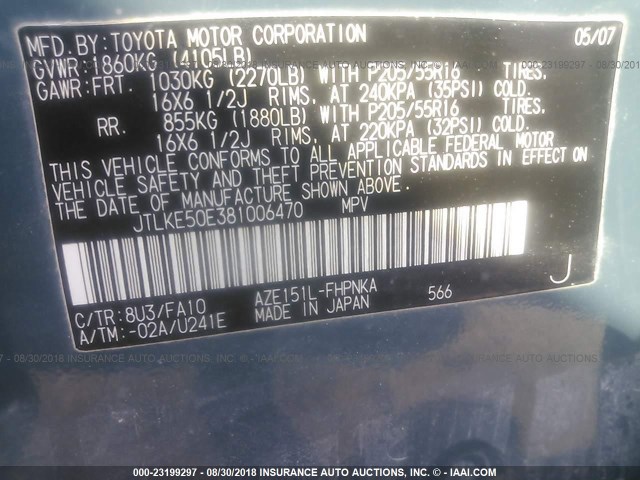 MFD.BY:TOYOTA MOTOR CORPORATION 05/07
GVWR:1860KG (4105LB)
GAWR:FRT. 1030KG (2270LB) WITH P205/55R16 TIRES,
16X6 1/2J RIMS, AT 240KPA (35PSI) COLD.
RR. 855KG (1880LB) WITH P205/55R16 TIRES,
16X6 1/2J RIMS, AT 220KPA (32PSI) COLD.
THIS VEHICLE CONFORMS TO ALL APPLICABLE FEDERAL MOTOR
VEHICLE SAFETY AND THEFT PREVENTION STANDARDS IN EFFECT ON
THE DATE OF MANUFACTURE SHOWN ABOVE.
JTLKE50E381006470 MPV
C/TR:8U3/FA10 AZE151L-FHPNKA 566 J
A/TM:-02A/U241E MADE IN JAPAN
000-23199297 - 08/30/2018 INSURANCE AUTO AUCTIONS, INC. - IAAI.COM